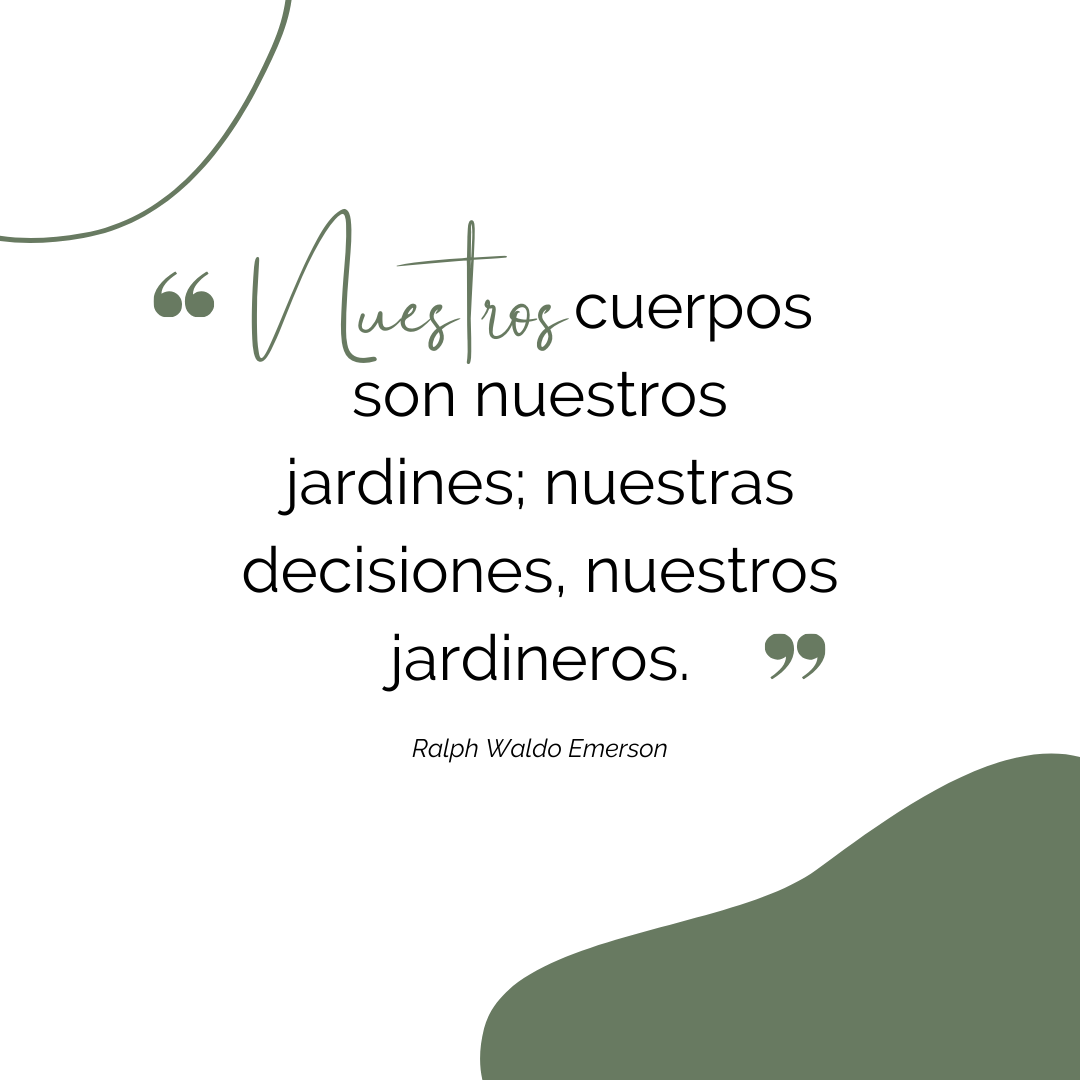 “ Nuestros cuerpos
son nuestros
jardines; nuestras
decisiones, nuestros
jardineros. ”
Ralph Waldo Emerson